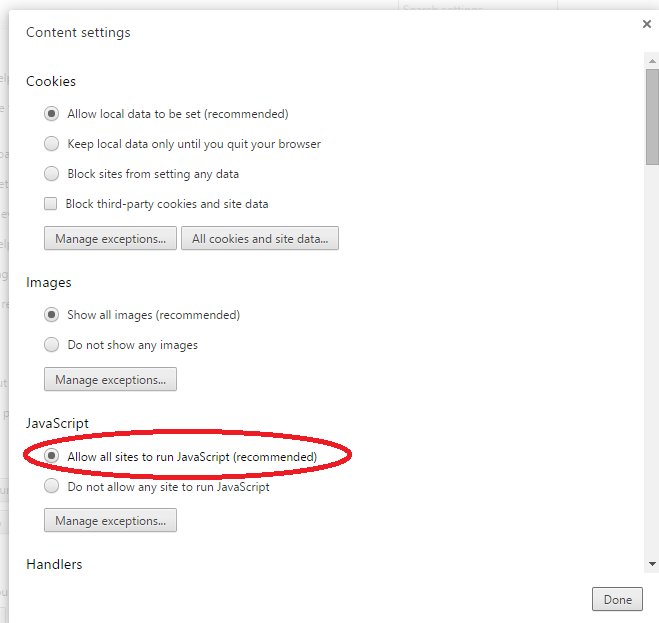 Search settings
Content settings
Cookies
Allow local data to be set (recommended)
Keep local data only until you quit your browser
Block sites from setting any data
Block third-party cookies and site data
Manage exceptions... All cookies and site data...
Images
Show all images (recommended)
Do not show any images
Manage exceptions...
JavaScript
Allow all sites to run JavaScript (recommended)
Do not allow any site to run JavaScript
Manage exceptions...
Handlers
Done